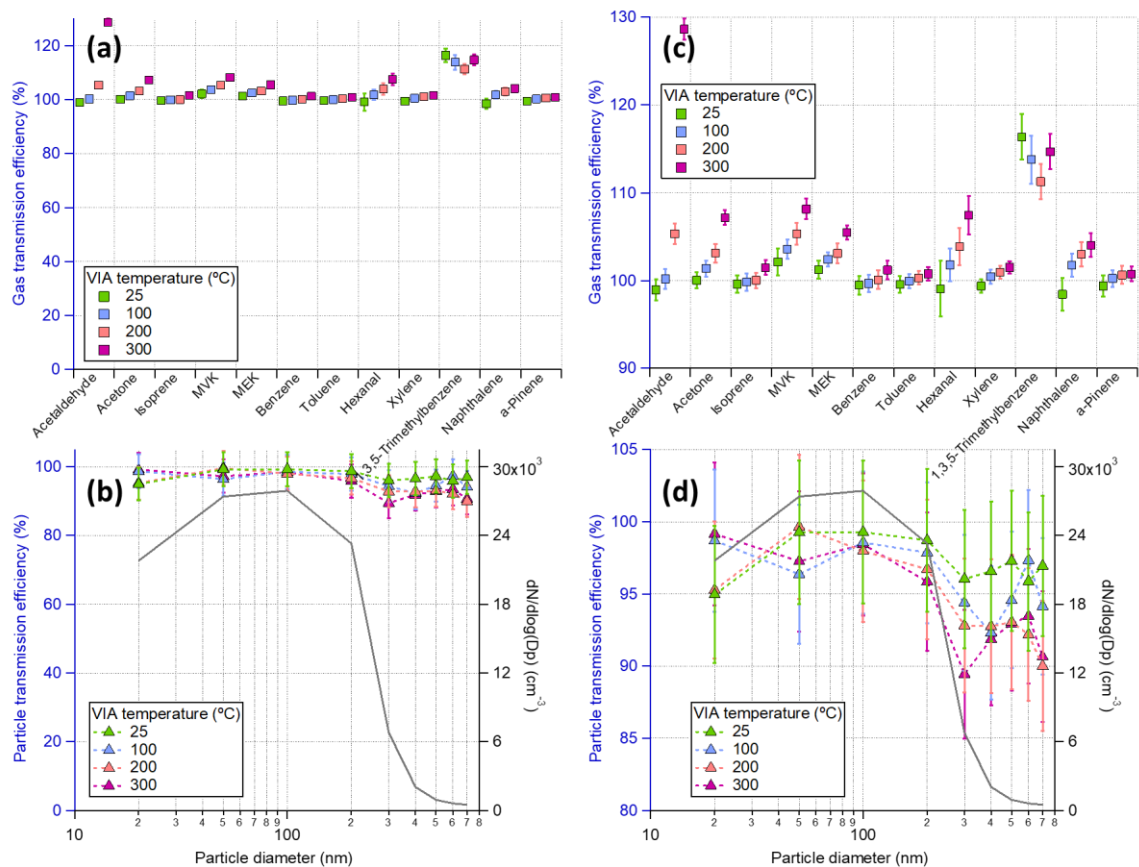 (a)
Gas transmission efficiency (%)
120
100
80
60
40
20
0
VIA temperature (ºC)
25
100
200
300
Acetaldehyde
Acetone
Isoprene
MVK
MEK
Benzene
Toluene
Hexanal
Xylene
1,3,5- Trimethylbenzene
Naphthalene
a-Pinene
(c)
Gas transmission efficiency (%)
130
120
110
100
90
VIA temperature (ºC)
25
100
200
300
Acetaldehyde
Acetone
Isoprene
MVK
MEK
Benzene
Toluene
Hexanal
Xylene
1,3,5- Trimethylbenzene
Naphthalene
a-Pinene
(b)
Particle transmission efficiency (%)
100
80
60
40
20
0
VIA temperature (ºC)
25
100
200
300
30x10³
24
18
12
6
0
dN/dlog(Dp) (cm⁻³)
10 2 3 4 5 6 7 8 9 100 2 3 4 5 6 7 8
Particle diameter (nm)
(d)
Particle transmission efficiency (%)
105
100
95
90
85
80
VIA temperature (ºC)
25
100
200
300
30x10³
24
18
12
6
0
dN/dlog(Dp) (cm⁻³)
10 2 3 4 5 6 7 8 9 100 2 3 4 5 6 7 8
Particle diameter (nm)